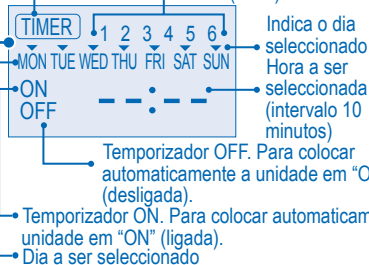 TIMER 1 2 3 4 5 6
MON TUE WED THU FRI SAT SUN
ON
OFF
--:--
Indica o dia
seleccionado
Hora a ser
seleccionada
(intervalo 10
minutos)
Temporizador OFF. Para colocar
automaticamente a unidade em
(desligada).
Temporizador ON. Para colocar
unidade em “ON” (ligada).
Dia a ser seleccionado